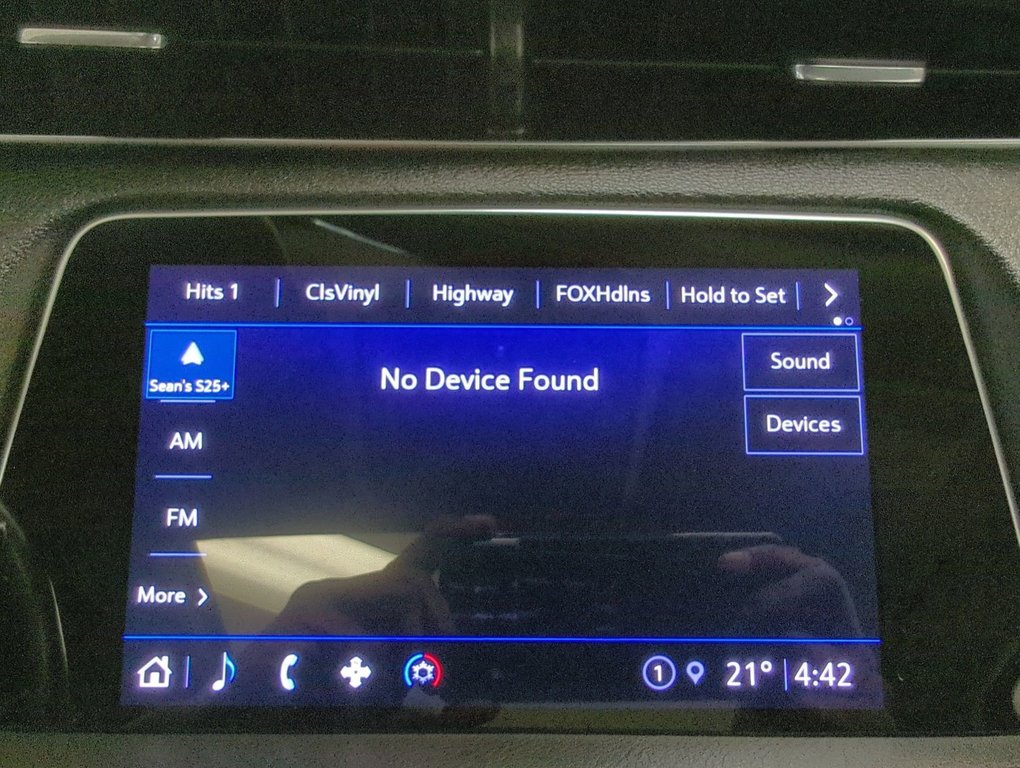 Hits 1 ClsVinyl Highway FOXHdlns Hold to Set
Sean's S25+
No Device Found
Sound
Devices
AM
FM
More
1 21° 4:42